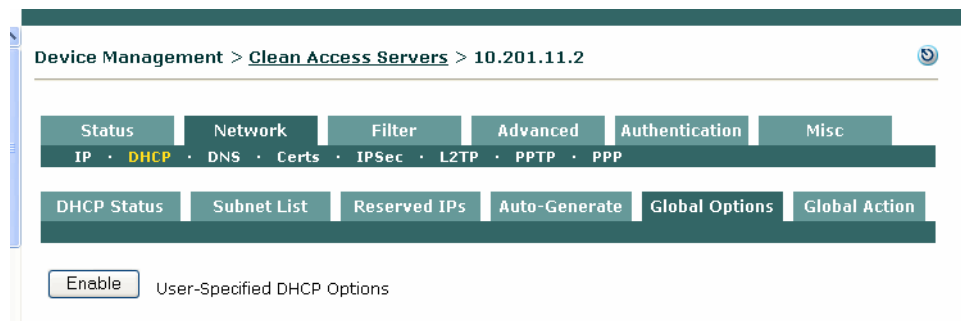 Device Management > Clean Access Servers > 10.201.11.2
Status Network Filter Advanced Authentication Misc
IP · DHCP · DNS · Certs · IPSec · L2TP · PPTP · PPP
DHCP Status Subnet List Reserved IPs Auto-Generate Global Options Global Action
Enable User-Specified DHCP Options